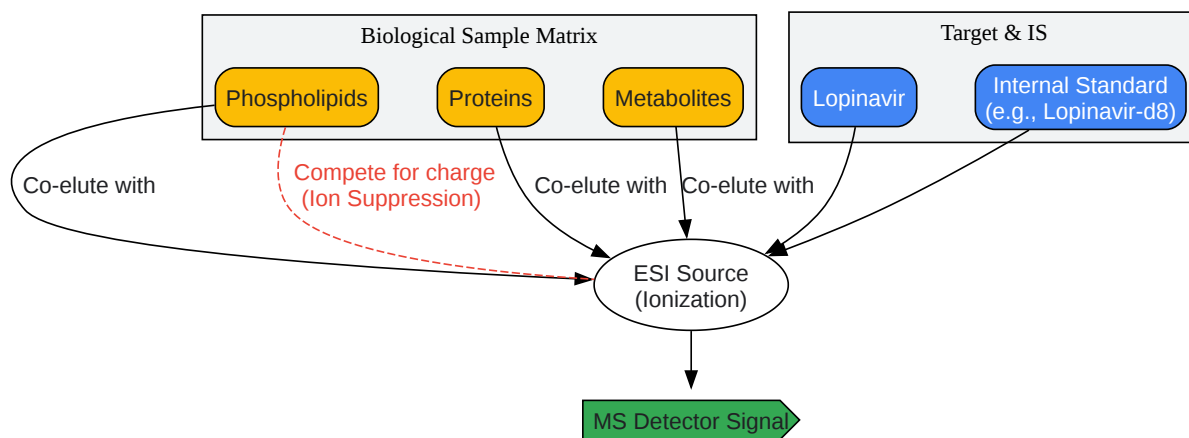 Biological Sample Matrix
Target & IS
Phospholipids
Proteins
Metabolites
Lopinavir
Internal Standard
(e.g., Lopinavir-d8)
Co-elute with
Compete for charge
(Ion Suppression)
Co-elute with
Co-elute with
ESI Source
(Ionization)
MS Detector Signal